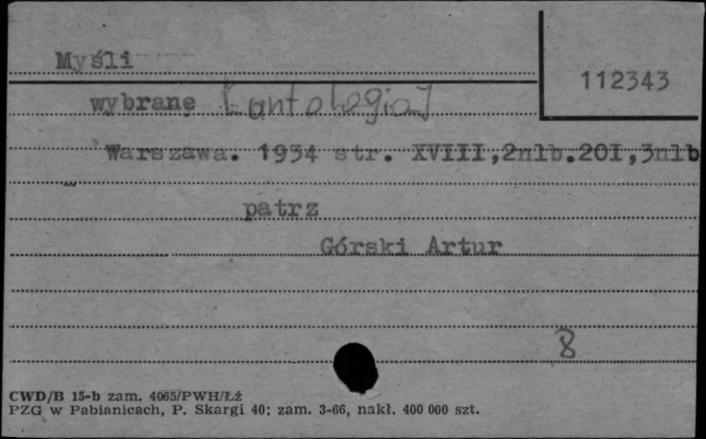 Myśli
112343
wybrane [antologia]
Warszawa. 1934 str. XVIII,2nlb.201,3nlb
patrz
Górski Artur
8
CWD/B 15-b zam. 4065/PWH/Łź
PZG w Pabianicach, P. Skargi 40; zam. 3-66, nakł. 400 000 szt.